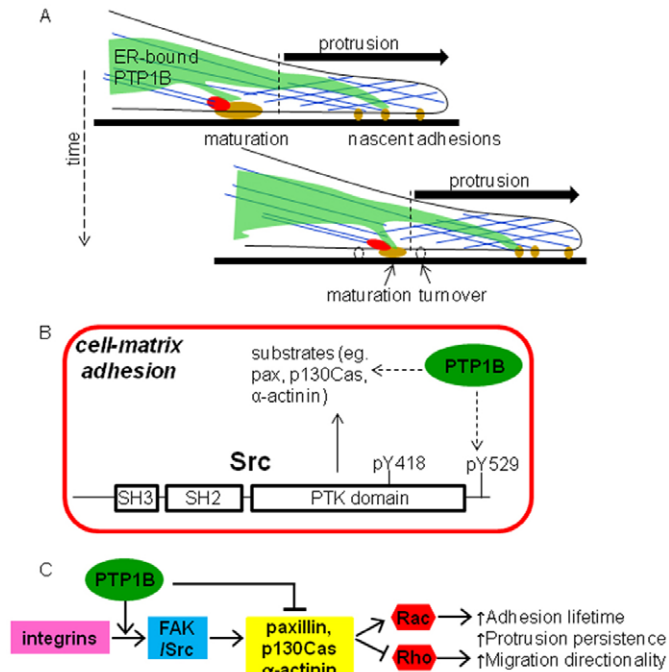 A
protrusion
ER-bound
PTP1B
time
maturation
nascent adhesions
protrusion
maturation turnover
B
cell-matrix
adhesion
substrates (eg.
pax, p130Cas,
α-actinin)
PTP1B
Src
pY418
pY529
SH3
SH2
PTK domain
C
PTP1B
integrins
FAK
/Src
paxillin,
p130Cas
α-actinin
Rac
Rho
↑Adhesion lifetime
↑Protrusion persistence
↑Migration directionality